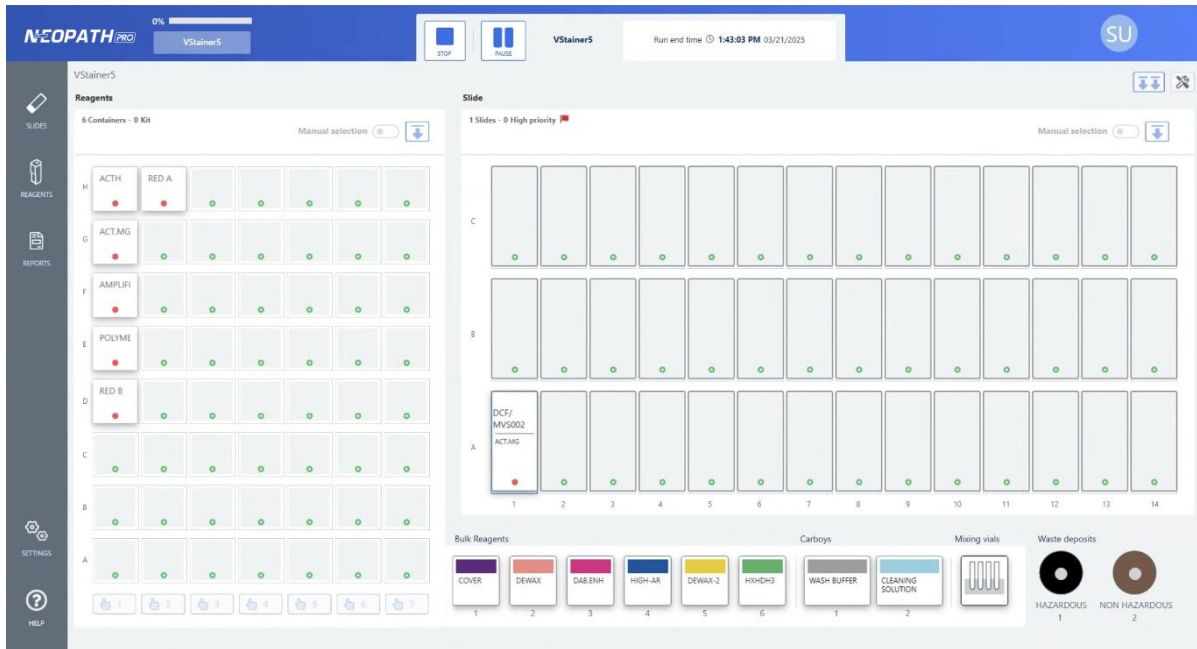 NEOPATH PRO
0%
VStainer5
STOP
PAUSE
VStainer5
Run end time 1:43:03 PM 03/21/2025
SU
SLIDES
REAGENTS
REPORTS
SETTINGS
HELP
VStainer5
Reagents
6 Containers - 0 Kit
Manual selection
H
ACTH
RED A
G
ACT.MG
F
AMPLIFI
E
POLYME
D
RED B
C
B
A
1 2 3 4 5 6 7
Slide
1 Slides - 0 High priority
Manual selection
C
B
A
DCF/
MVS002
ACT.MG
1 2 3 4 5 6 7 8 9 10 11 12 13 14
Bulk Reagents
COVER
DEWAX
DAB.ENH
HIGH-AR
DEWAX-2
HXHDH3
1 2 3 4 5 6
Carboys
WASH BUFFER
CLEANING
SOLUTION
1 2
Mixing vials
Waste deposits
HAZARDOUS
1
NON HAZARDOUS
2